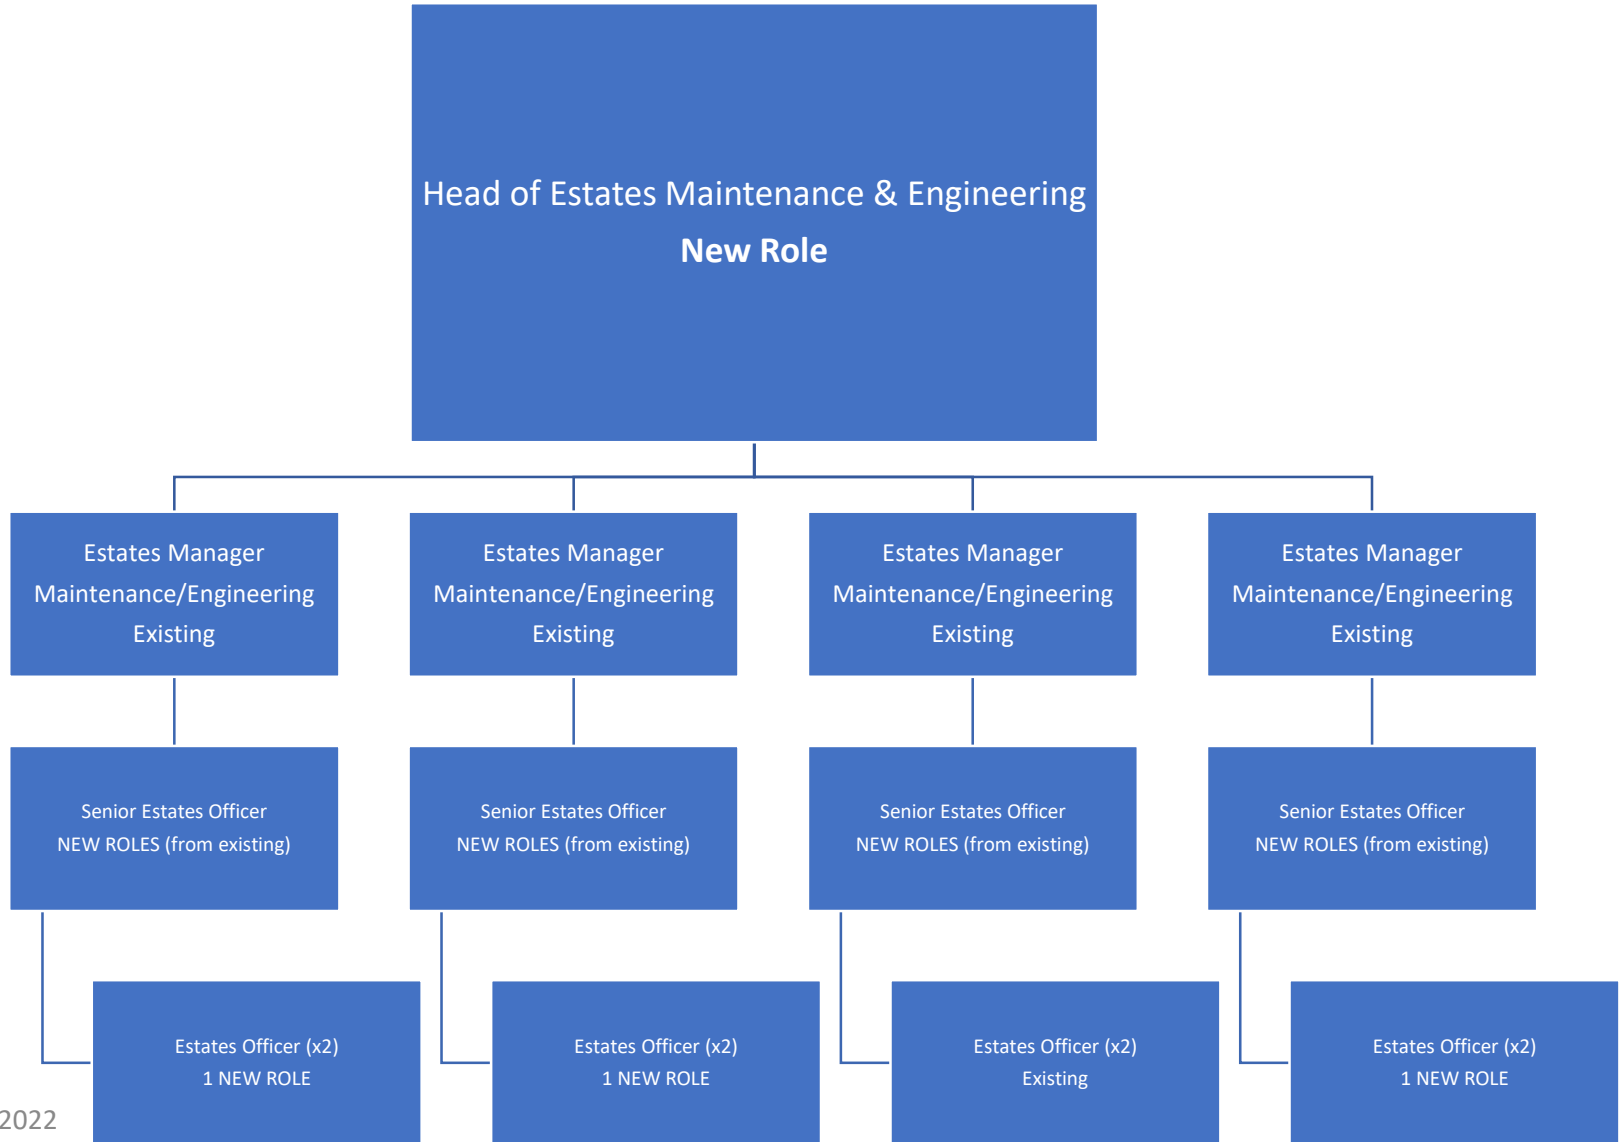 Head of Estates Maintenance & Engineering
New Role
Estates Manager
Maintenance/Engineering
Existing
Estates Manager
Maintenance/Engineering
Existing
Estates Manager
Maintenance/Engineering
Existing
Estates Manager
Maintenance/Engineering
Existing
Senior Estates Officer
NEW ROLES (from existing)
Senior Estates Officer
NEW ROLES (from existing)
Senior Estates Officer
NEW ROLES (from existing)
Senior Estates Officer
NEW ROLES (from existing)
Estates Officer (x2)
1 NEW ROLE
Estates Officer (x2)
1 NEW ROLE
Estates Officer (x2)
Existing
Estates Officer (x2)
1 NEW ROLE
2022